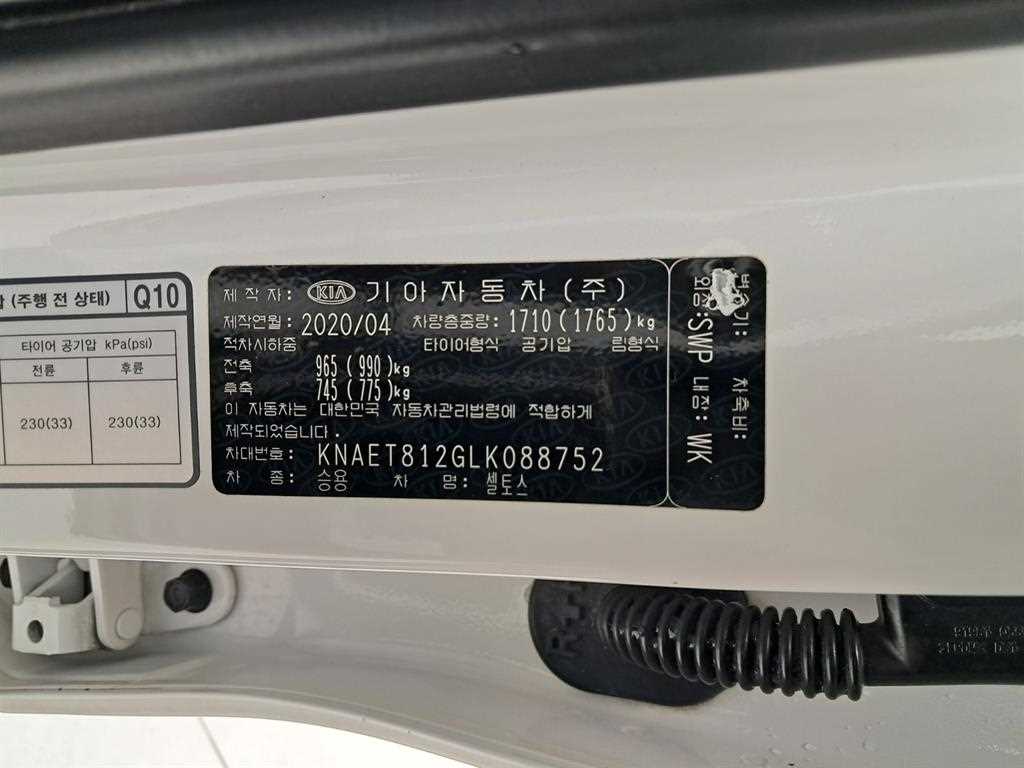 (주행 전 상태) Q10
타이어 공기압 kPa(psi)
전륜 후륜
230(33) 230(33)
제 작 자: KIA 기아자동차(주)
제작연월: 2020/04 차량총중량: 1710(1765)kg
적차시하중 타이어형식 공기압 림형식
전축 965(990)kg
후축 745(775)kg
이 자동차는 대한민국 자동차관리법령에 적합하게
제작되었습니다.
차대번호: KNAET812GLK088752
차 종: 승용 차 명: 셀토스
외장:SWP 내장: WK
차축비: